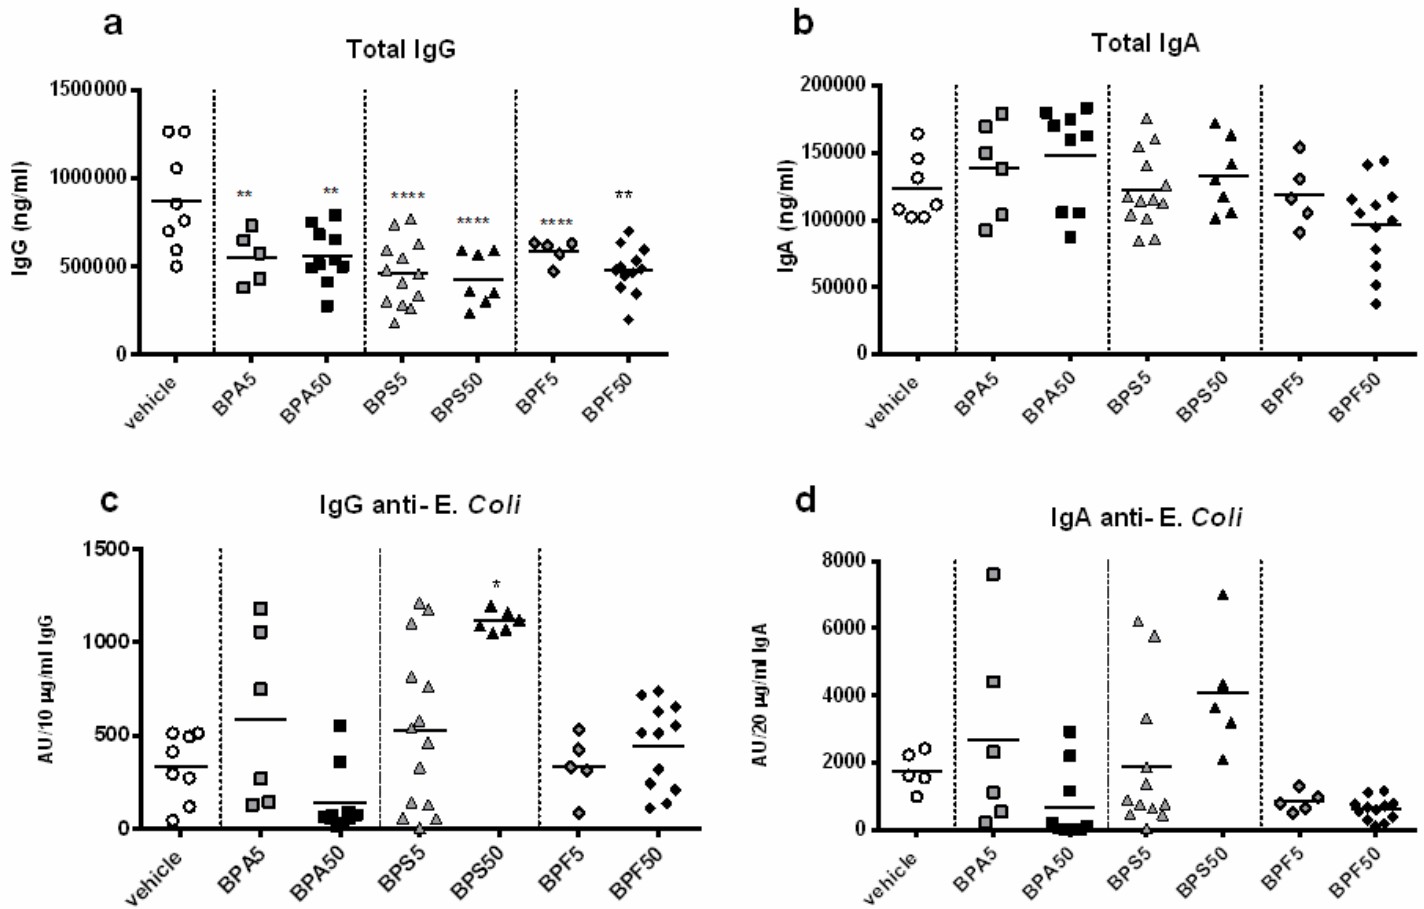 a
Total IgG
IgG (ng/ml)
1500000
1000000
500000
0
** ** **** **** **** **
vehicle BPA5 BPA50 BPS5 BPS50 BPF5 BPF50
b
Total IgA
IgA (ng/ml)
200000
150000
100000
50000
0
vehicle BPA5 BPA50 BPS5 BPS50 BPF5 BPF50
c
IgG anti- E. Coli
AU/10 µg/ml IgG
1500
1000
500
0
*
vehicle BPA5 BPA50 BPS5 BPS50 BPF5 BPF50
d
IgA anti- E. Coli
AU/20 µg/ml IgA
8000
6000
4000
2000
0
vehicle BPA5 BPA50 BPS5 BPS50 BPF5 BPF50